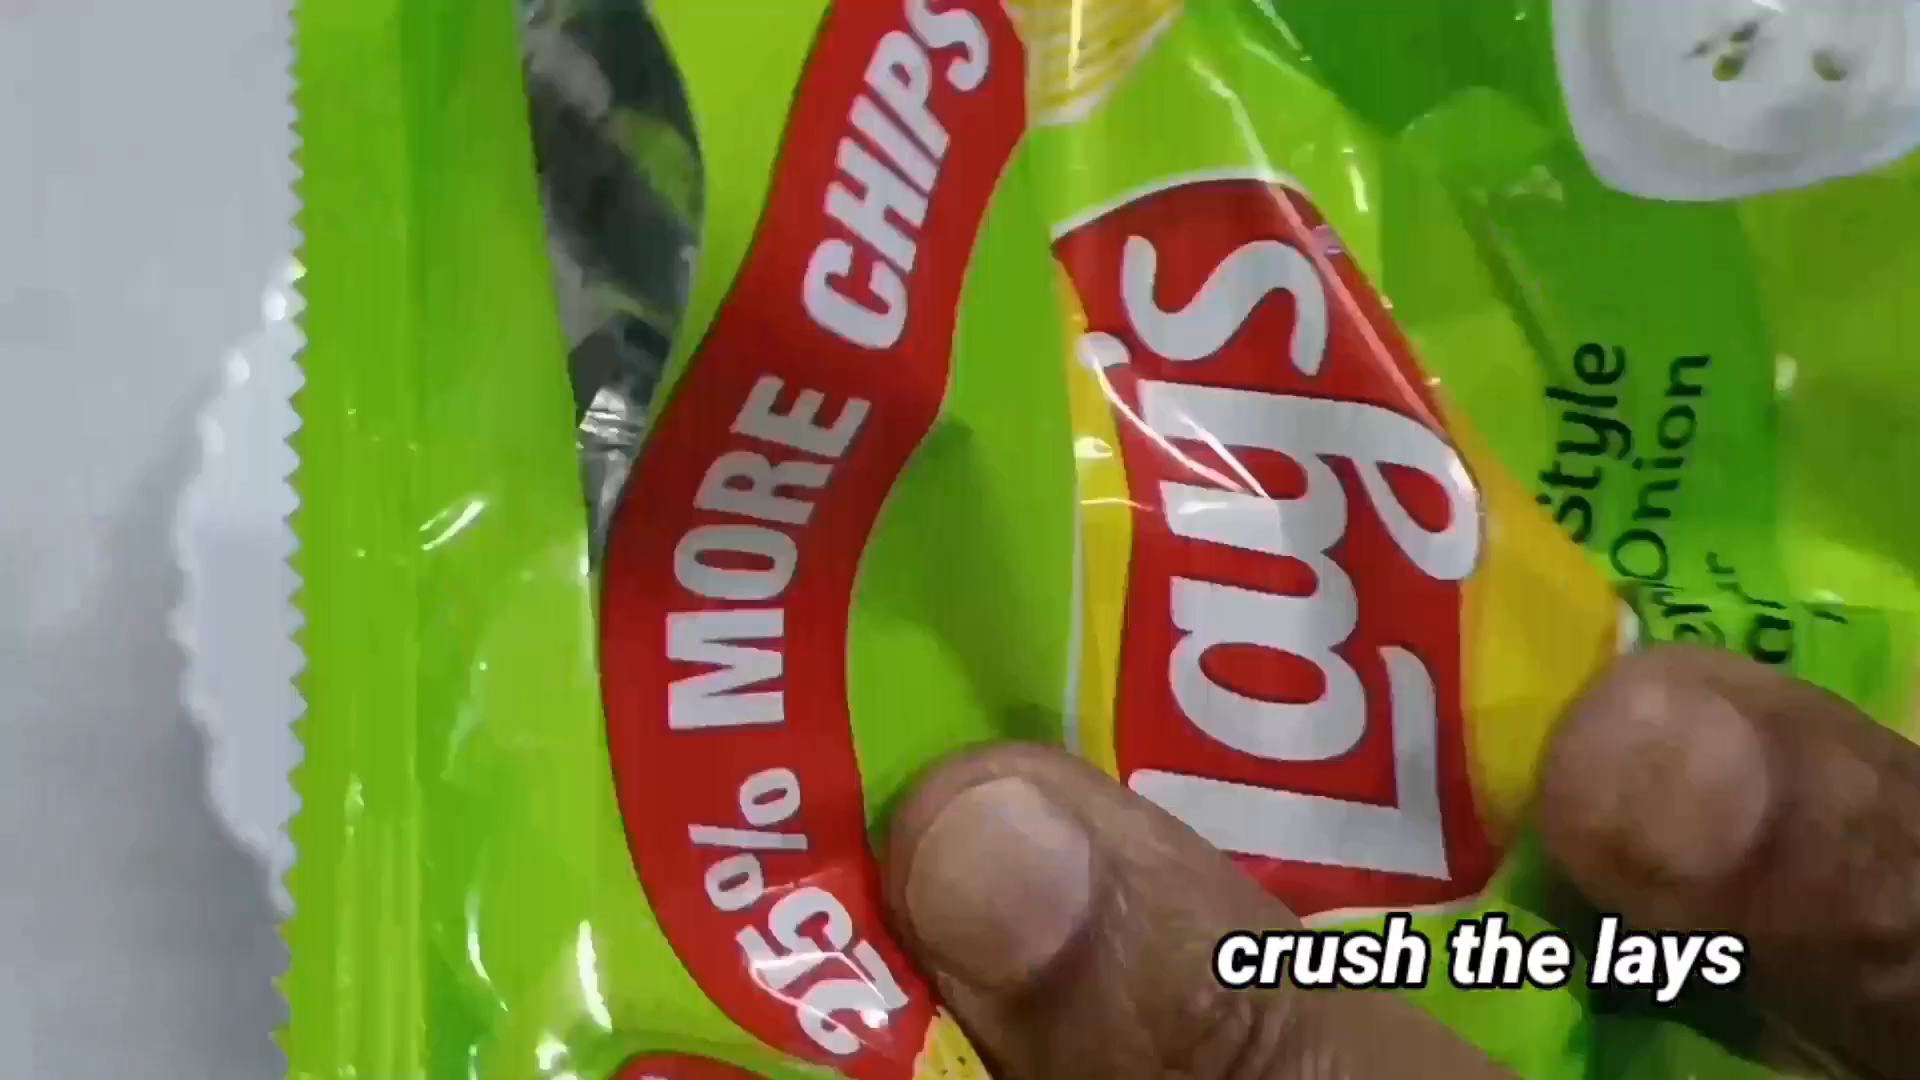 25% MORE CHIPS
Lay's
Style
Onion
crush the lays